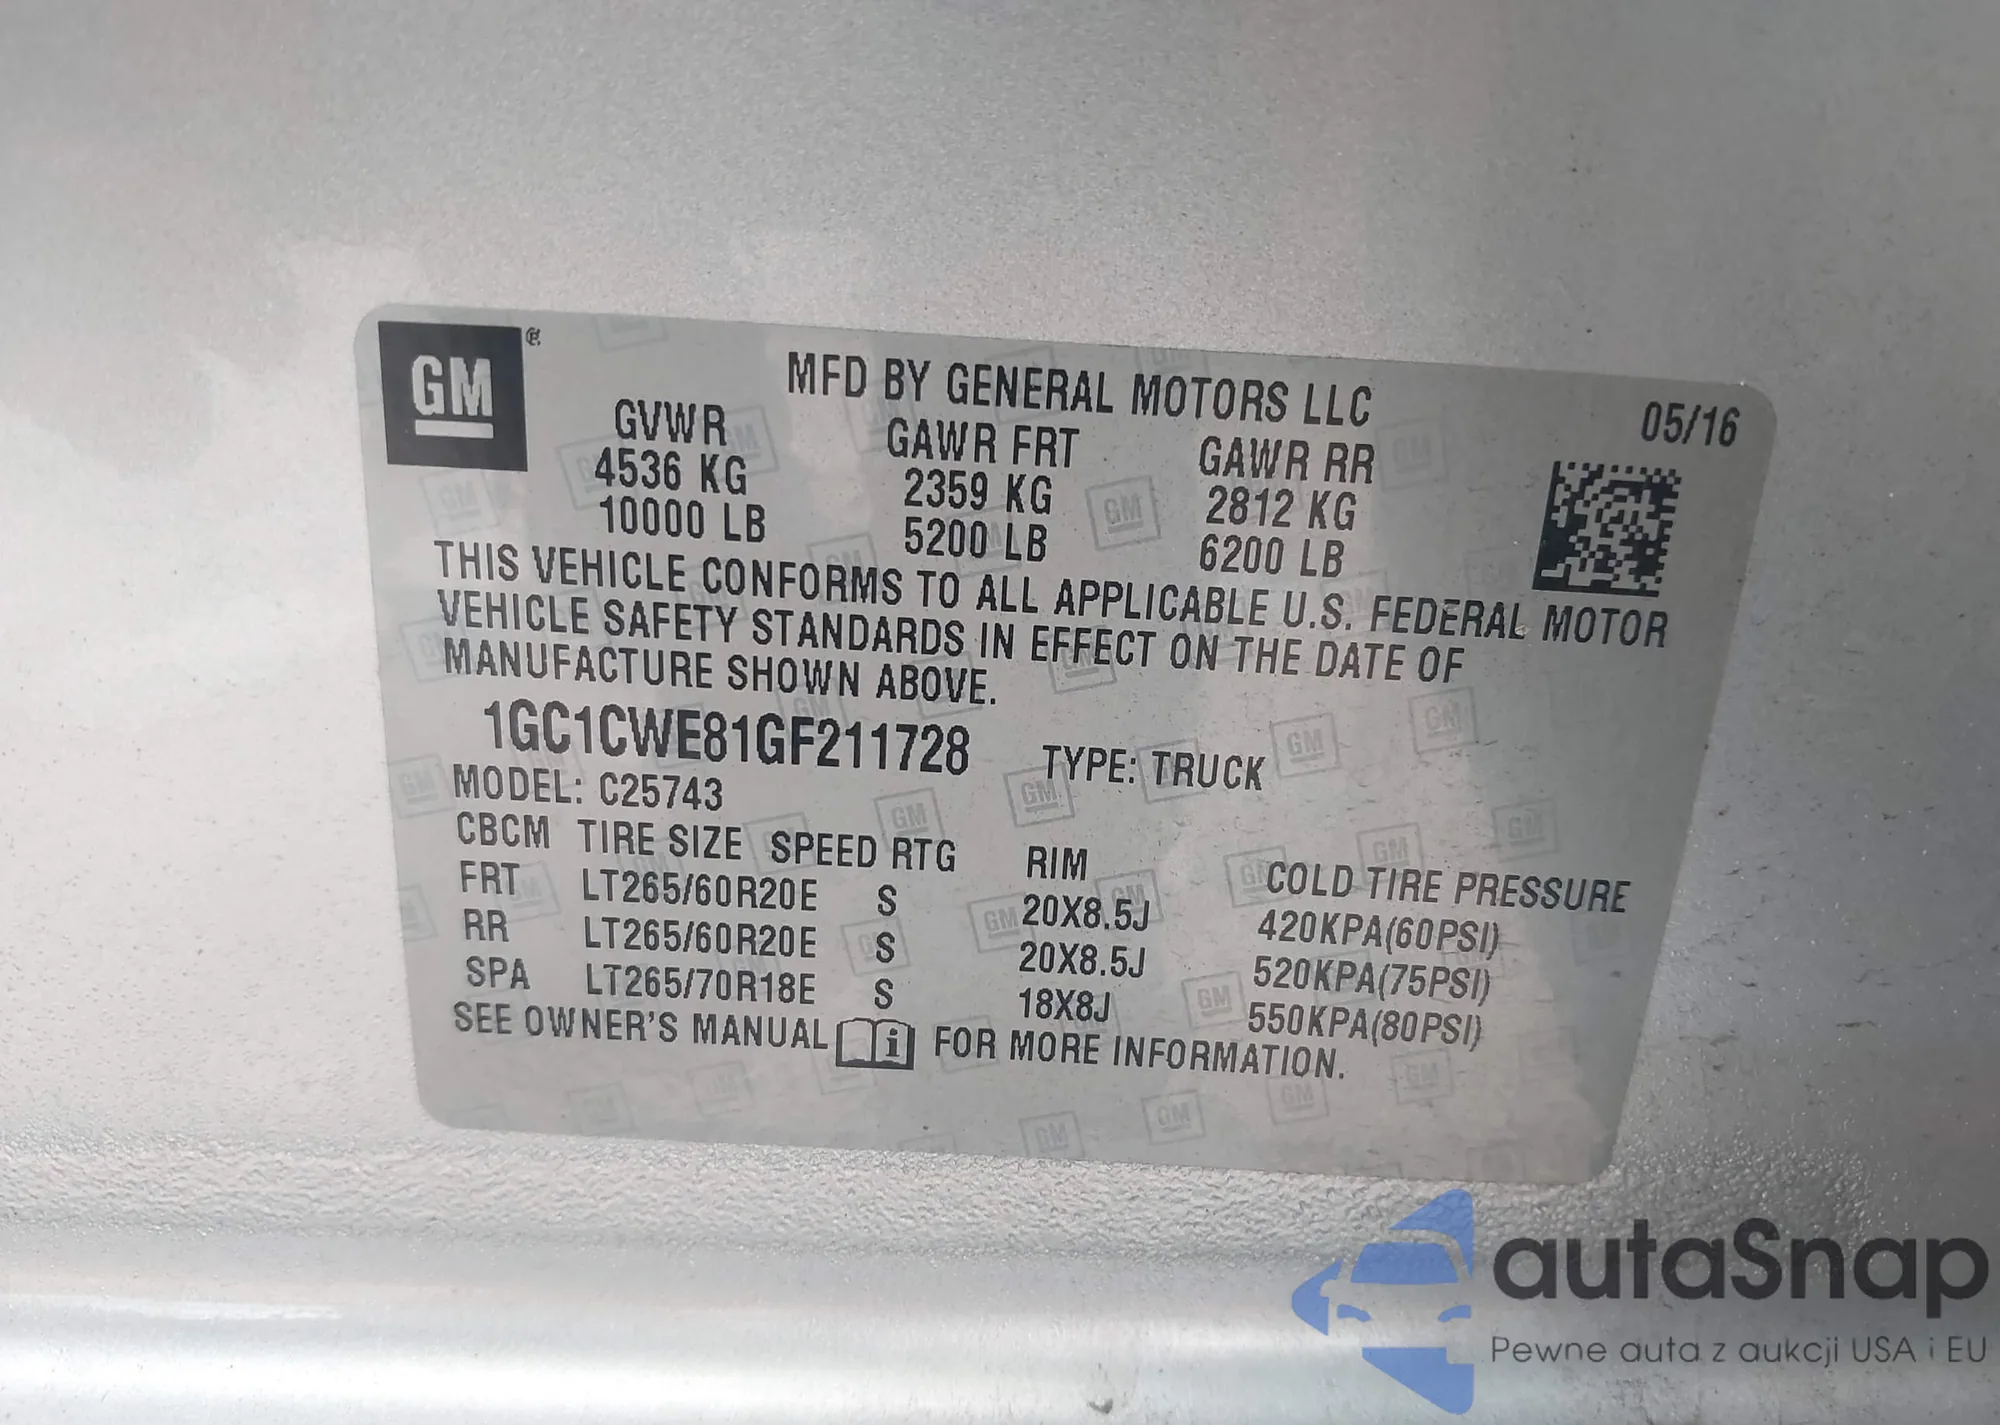 GM
MFD BY GENERAL MOTORS LLC
05/16
GVWR GAWR FRT GAWR RR
4536 KG 2359 KG 2812 KG
10000 LB 5200 LB 6200 LB
THIS VEHICLE CONFORMS TO ALL APPLICABLE U.S. FEDERAL MOTOR
VEHICLE SAFETY STANDARDS IN EFFECT ON THE DATE OF
MANUFACTURE SHOWN ABOVE.
1GC1CWE81GF211728 TYPE: TRUCK
MODEL: C25743
CBCM TIRE SIZE SPEED RTG RIM COLD TIRE PRESSURE
FRT LT265/60R20E S 20X8.5J 420KPA(60PSI)
RR LT265/60R20E S 20X8.5J 520KPA(75PSI)
SPA LT265/70R18E S 18X8J 550KPA(80PSI)
SEE OWNER'S MANUAL i FOR MORE INFORMATION.
autaSnap
Pewne auta z aukcji USA i EU